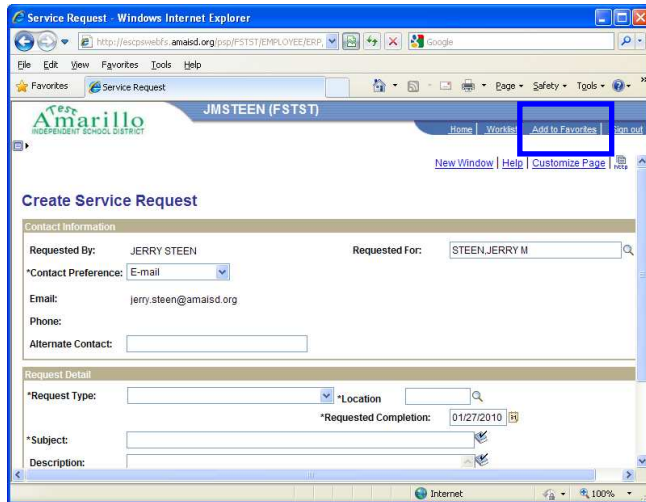 Service Request - Windows Internet Explorer
http://escpswebfs.amaisd.org/psp/FSTST/EMPLOYEE/ERP, Google
File Edit View Favorites Tools Help
Favorites Service Request Page Safety Tools »
Test
Amarillo
INDEPENDENT SCHOOL DISTRICT
JMSTEEN (FSTST)
Home Worklist Add to Favorites Sign out
New Window | Help | Customize Page | http
Create Service Request
Contact Information
Requested By: JERRY STEEN Requested For: STEEN,JERRY M
*Contact Preference: E-mail
Email: jerry.steen@amaisd.org
Phone:
Alternate Contact:
Request Detail
*Request Type: *Location
*Requested Completion: 01/27/2010
*Subject:
Description:
Internet 100%